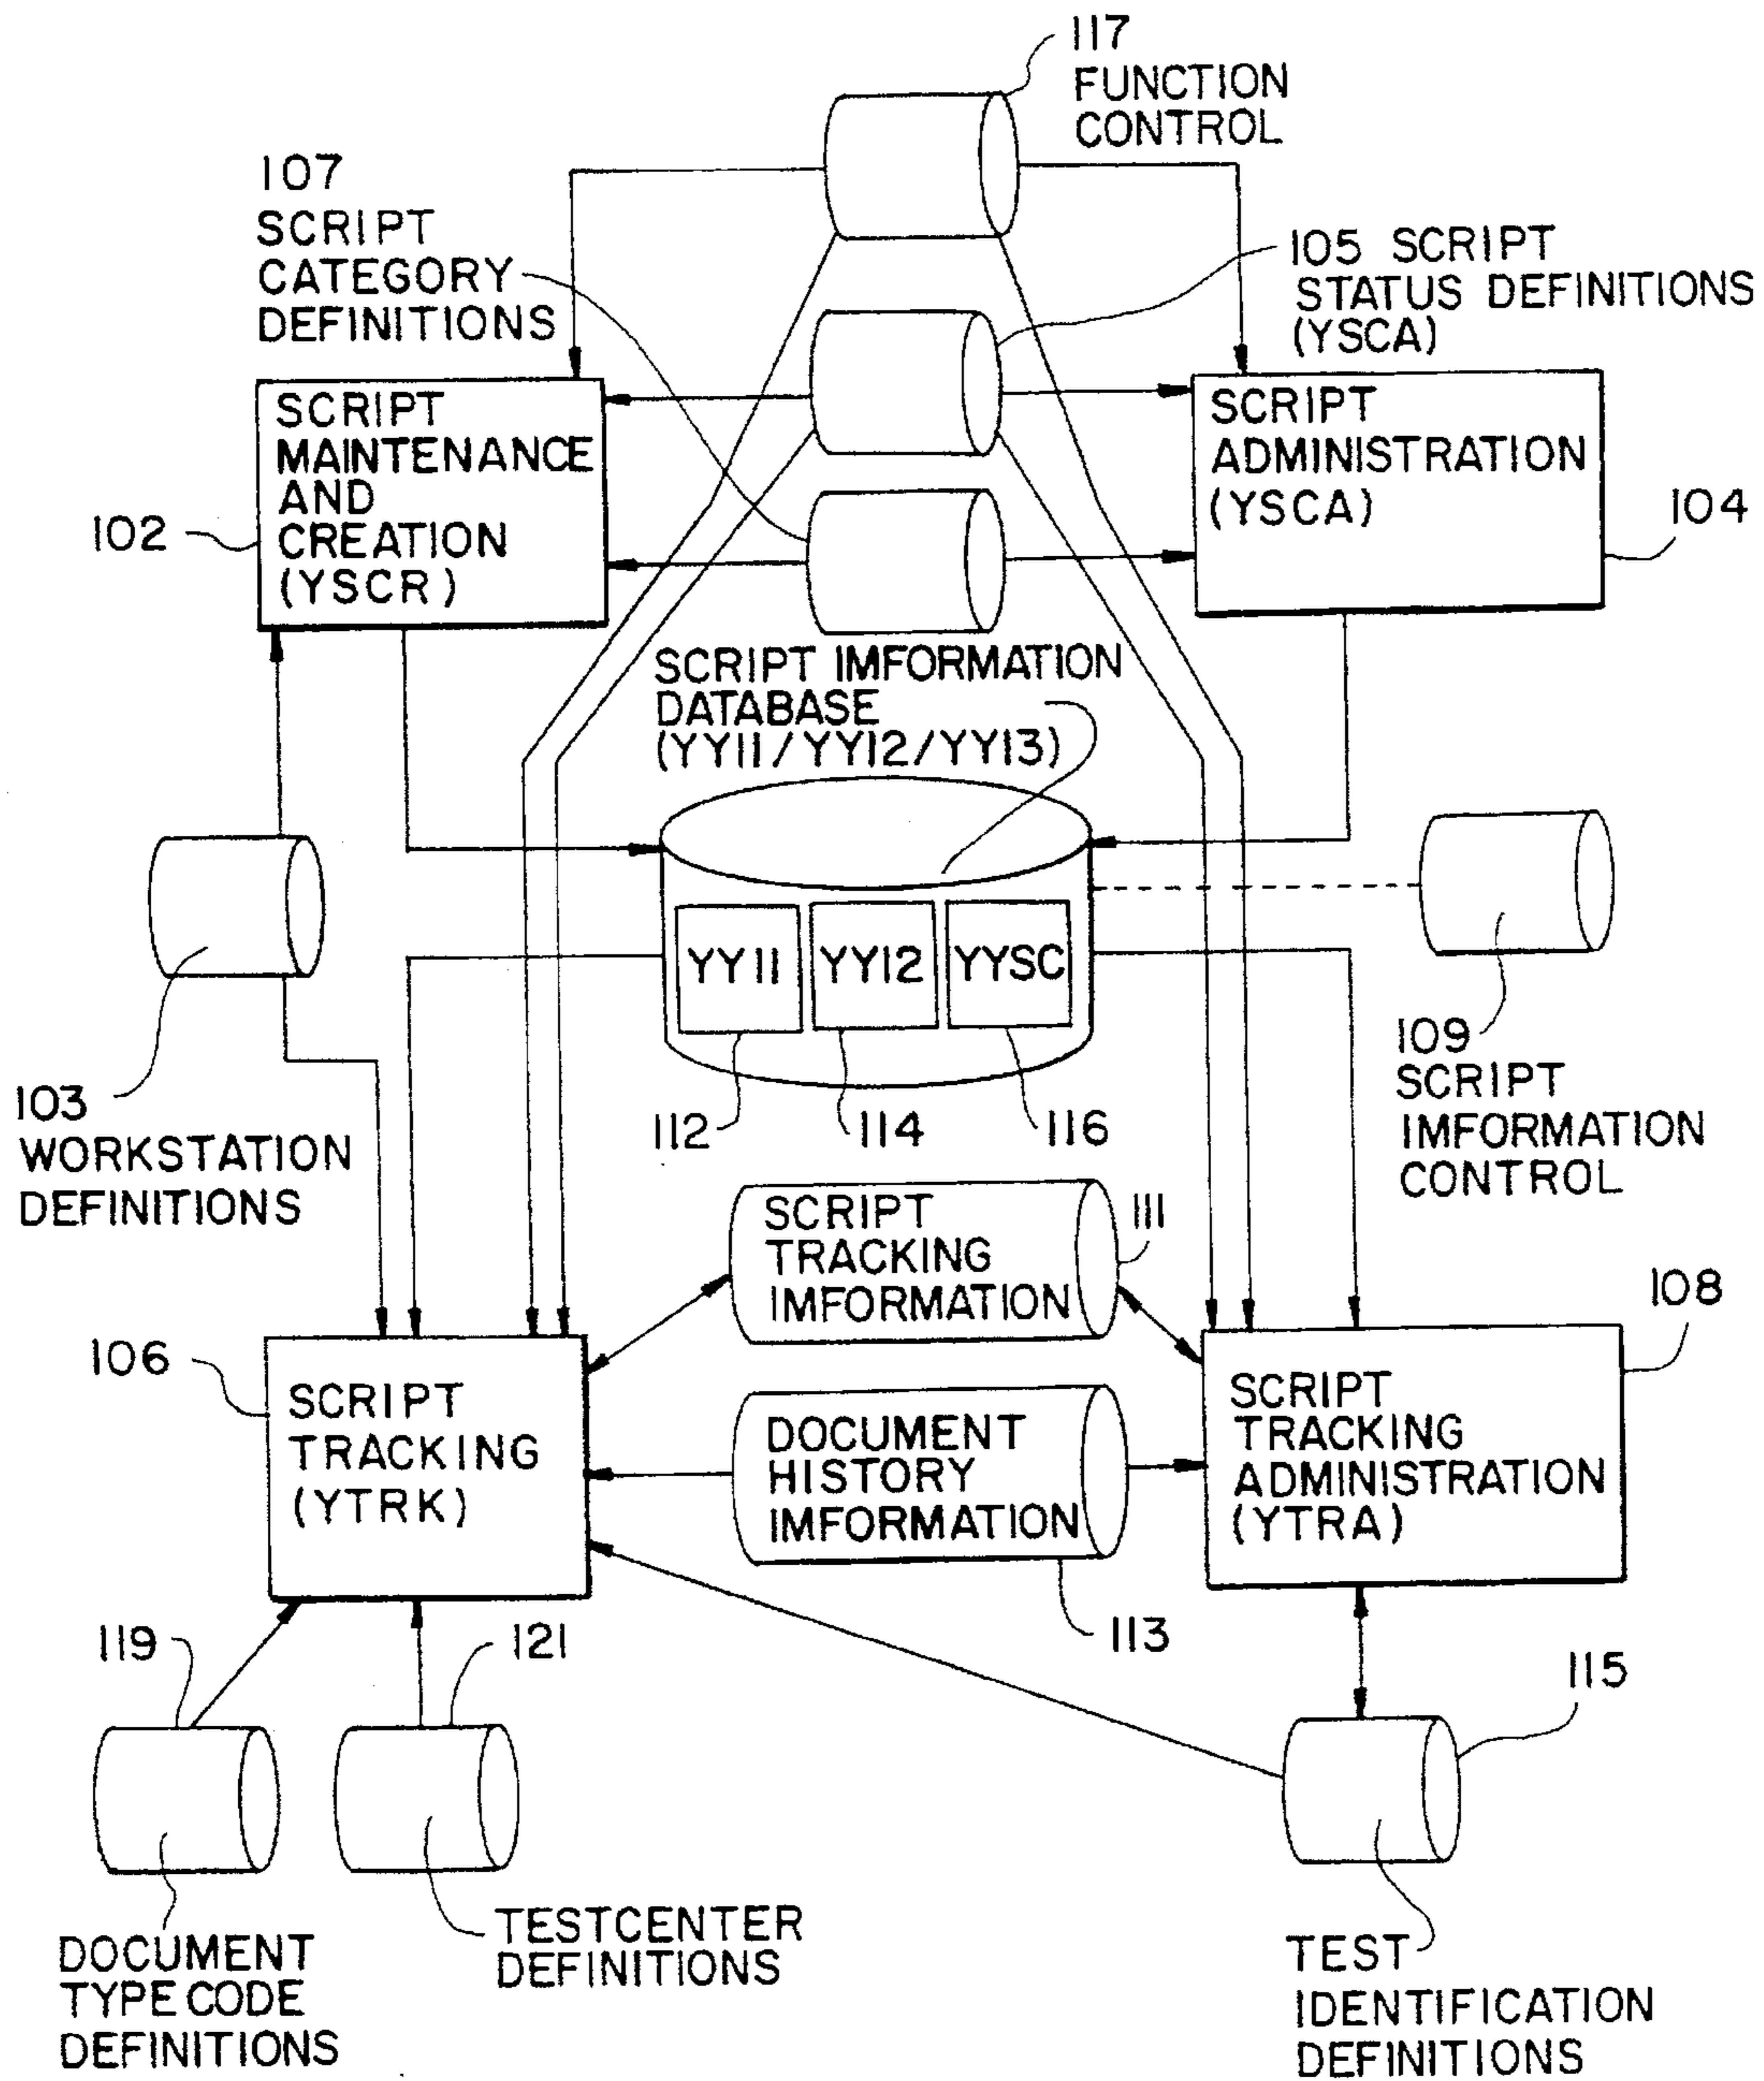 117
FUNCTION
CONTROL
107
SCRIPT
CATEGORY
DEFINITIONS
105 SCRIPT
STATUS DEFINITIONS
(YSCA)
SCRIPT
MAINTENANCE
AND
CREATION
(YSCR)
102
SCRIPT
ADMINISTRATION
(YSCA)
104
SCRIPT IMFORMATION
DATABASE
(YY11/YY12/YY13)
YY11
YY12
YYSC
112
114
116
103
WORKSTATION
DEFINITIONS
109
SCRIPT
IMFORMATION
CONTROL
SCRIPT
TRACKING
IMFORMATION
111
108
106
SCRIPT
TRACKING
(YTRK)
DOCUMENT
HISTORY
IMFORMATION
SCRIPT
TRACKING
ADMINISTRATION
(YTRA)
113
119
121
115
DOCUMENT
TYPE CODE
DEFINITIONS
TESTCENTER
DEFINITIONS
TEST
IDENTIFICATION
DEFINITIONS